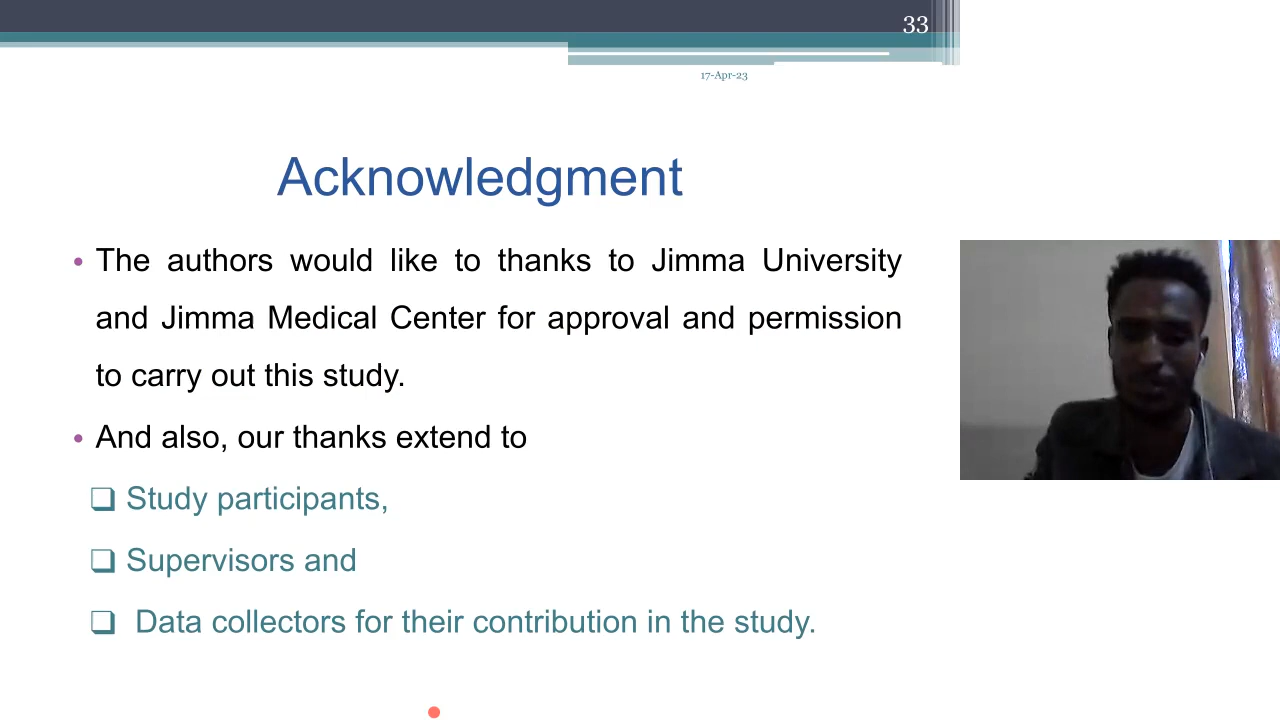 33
17-Apr-23
Acknowledgment
• The authors would like to thanks to Jimma University
and Jimma Medical Center for approval and permission
to carry out this study.
• And also, our thanks extend to
❑ Study participants,
❑ Supervisors and
❑ Data collectors for their contribution in the study.